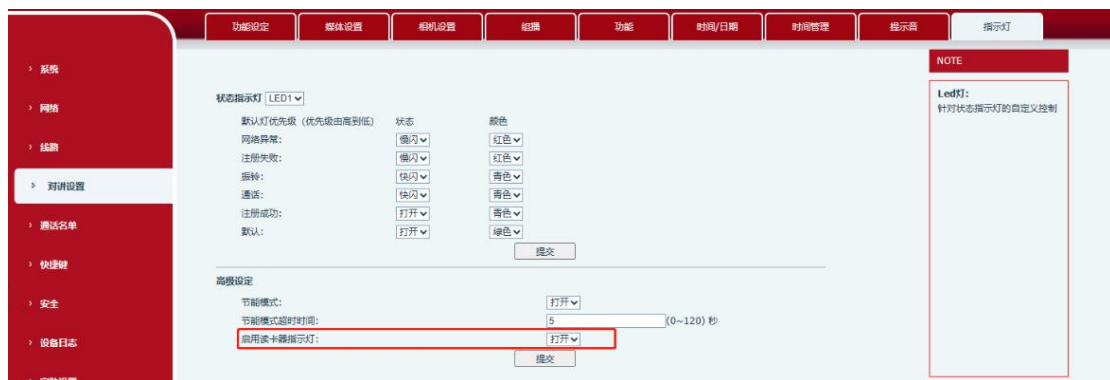 功能设定 媒体设置 相机设置 组播 功能 时间/日期 时间管理 提示音 指示灯
系统
网络
线路
对讲设置
通话名单
快捷键
安全
设备日志
状态指示灯 LED1
默认灯优先级（优先级由高到低） 状态 颜色
网络异常: 慢闪 红色
注册失败: 慢闪 红色
振铃: 快闪 青色
通话: 快闪 青色
注册成功: 打开 青色
默认: 打开 绿色
提交
高级设定
节能模式: 打开
节能模式超时时间: 5 (0~120) 秒
启用读卡器指示灯: 打开
提交
NOTE
Led灯:
针对状态指示灯的自定义控制